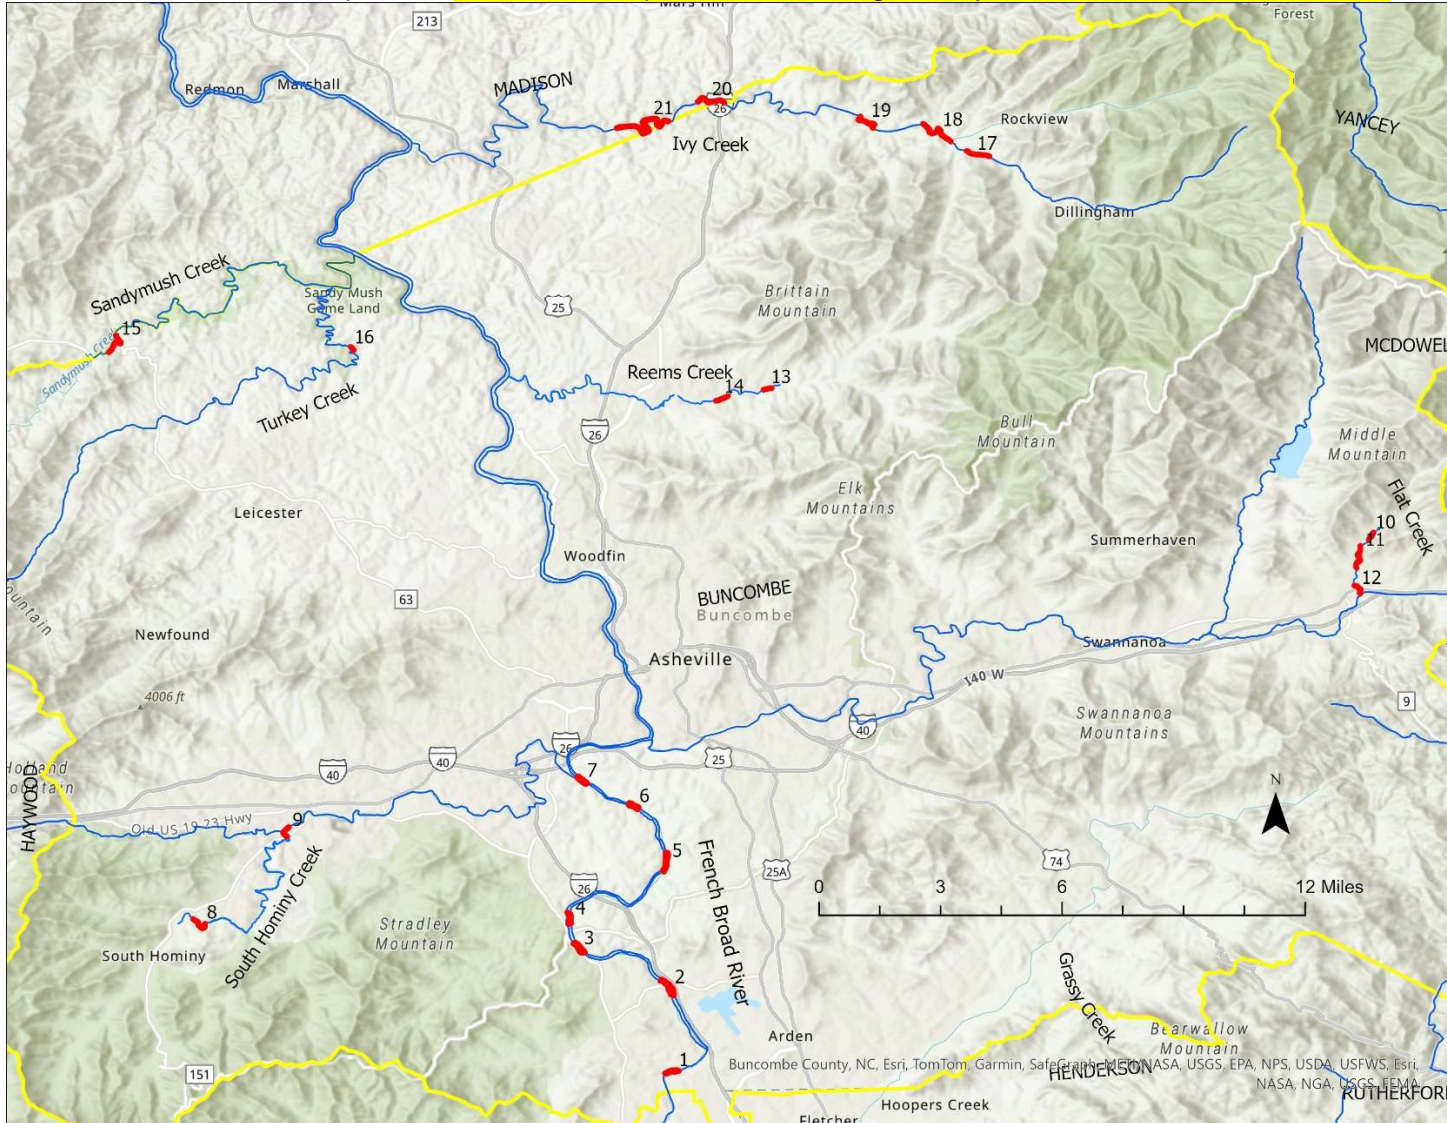 213
Forest
Redmon
Marshall
MADISON
20
26
21
19
18
Rockview
17
YANCEY
Ivy Creek
Dillingham
Sandymush Creek
Sandy Mush
Game Land
25
Brittain
Mountain
15
16
Sandymush Creek
MCDOWEL
Reems Creek
14
13
Turkey Creek
26
Bull
Mountain
Middle
Mountain
Elk
Mountains
Flat Creek
Leicester
10
11
Summerhaven
Woodfin
12
63
BUNCOMBE
Buncombe
ountain
Newfound
Asheville
Swannanoa
I40 W
4006 ft
9
Swannanoa
Mountains
40
26
25
40
40
HAYWOOD
7
6
N
Old US 19 23 Hwy
9
5
French Broad River
25A
74
0
3
6
12 Miles
26
4
8
South Hominy Creek
Stradley
Mountain
3
South Hominy
2
Grassy Creek
Bearwallow
Mountain
Arden
1
151
Buncombe County, NC, Esri, TomTom, Garmin, SafeGraph, METI/NASA, USGS, EPA, NPS, USDA, USFWS, Esri,
NASA, NGA, USGS, FEMA
HENDERSON
RUTHERFOR
Hoopers Creek
Fletcher